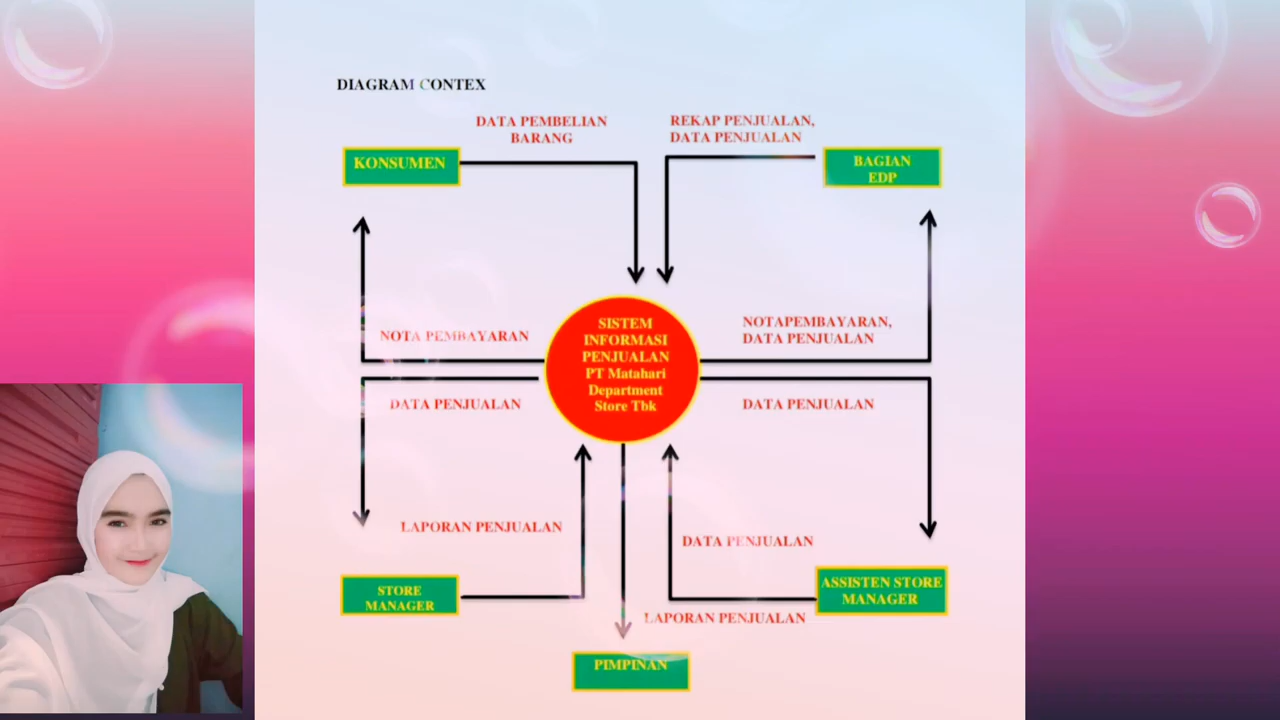 DIAGRAM CONTEX
DATA PEMBELIAN
BARANG
REKAP PENJUALAN,
DATA PENJUALAN
KONSUMEN
BAGIAN
EDP
NOTA PEMBAYARAN
SISTEM
INFORMASI
PENJUALAN
PT Matahari
Department
Store Tbk
NOTAPEMBAYARAN,
DATA PENJUALAN
DATA PENJUALAN
DATA PENJUALAN
LAPORAN PENJUALAN
DATA PENJUALAN
STORE
MANAGER
ASSISTEN STORE
MANAGER
LAPORAN PENJUALAN
PIMPINAN